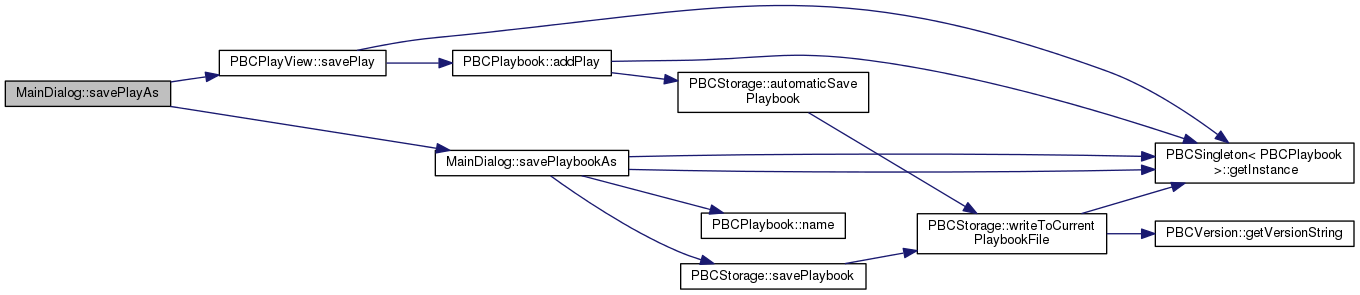 MainDialog::savePlayAs
PBCPlayView::savePlay
PBCPlaybook::addPlay
PBCStorage::automaticSave
Playbook
MainDialog::savePlaybookAs
PBCSingleton< PBCPlaybook
>::getInstance
PBCPlaybook::name
PBCStorage::writeToCurrent
PlaybookFile
PBCVersion::getVersionString
PBCStorage::savePlaybook